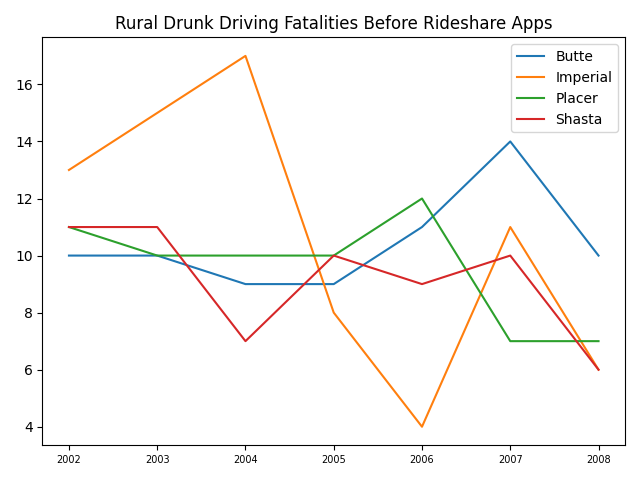 Rural Drunk Driving Fatalities Before Rideshare Apps
Butte
Imperial
Placer
Shasta
16
14
12
10
8
6
4
2002 2003 2004 2005 2006 2007 2008